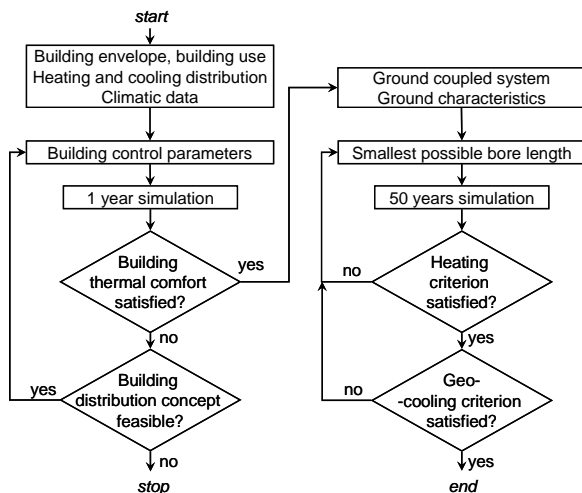 start
Building envelope, building use
Heating and cooling distribution
Climatic data
Building control parameters
1 year simulation
Building
thermal comfort
satisfied?
yes
no
Building
distribution concept
feasible?
yes
no
stop
Ground coupled system
Ground characteristics
Smallest possible bore length
50 years simulation
Heating
criterion
satisfied?
no
yes
Geo-
-cooling criterion
satisfied?
no
yes
end